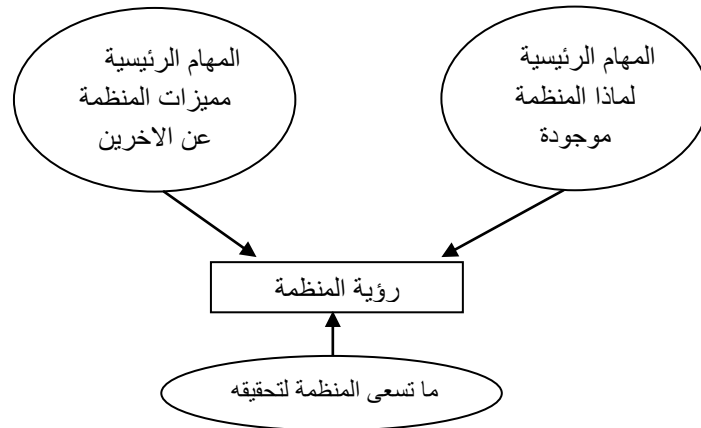 المهام الرئيسية
لماذا المنظمة
موجودة
المهام الرئيسية
مميزات المنظمة
عن الاخرين
رؤية المنظمة
ما تسعى المنظمة لتحقيقه